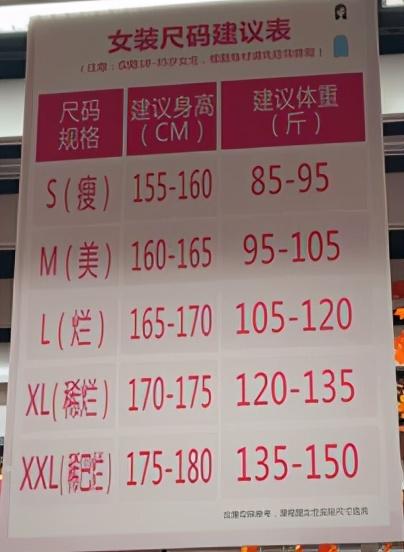 女装尺码建议表
尺码
规格
建议身高
（CM）
建议体重
（斤）
S（瘦） 155-160 85-95
M（美） 160-165 95-105
L（烂） 165-170 105-120
XL（稀烂） 170-175 120-135
XXL（稀巴烂） 175-180 135-150